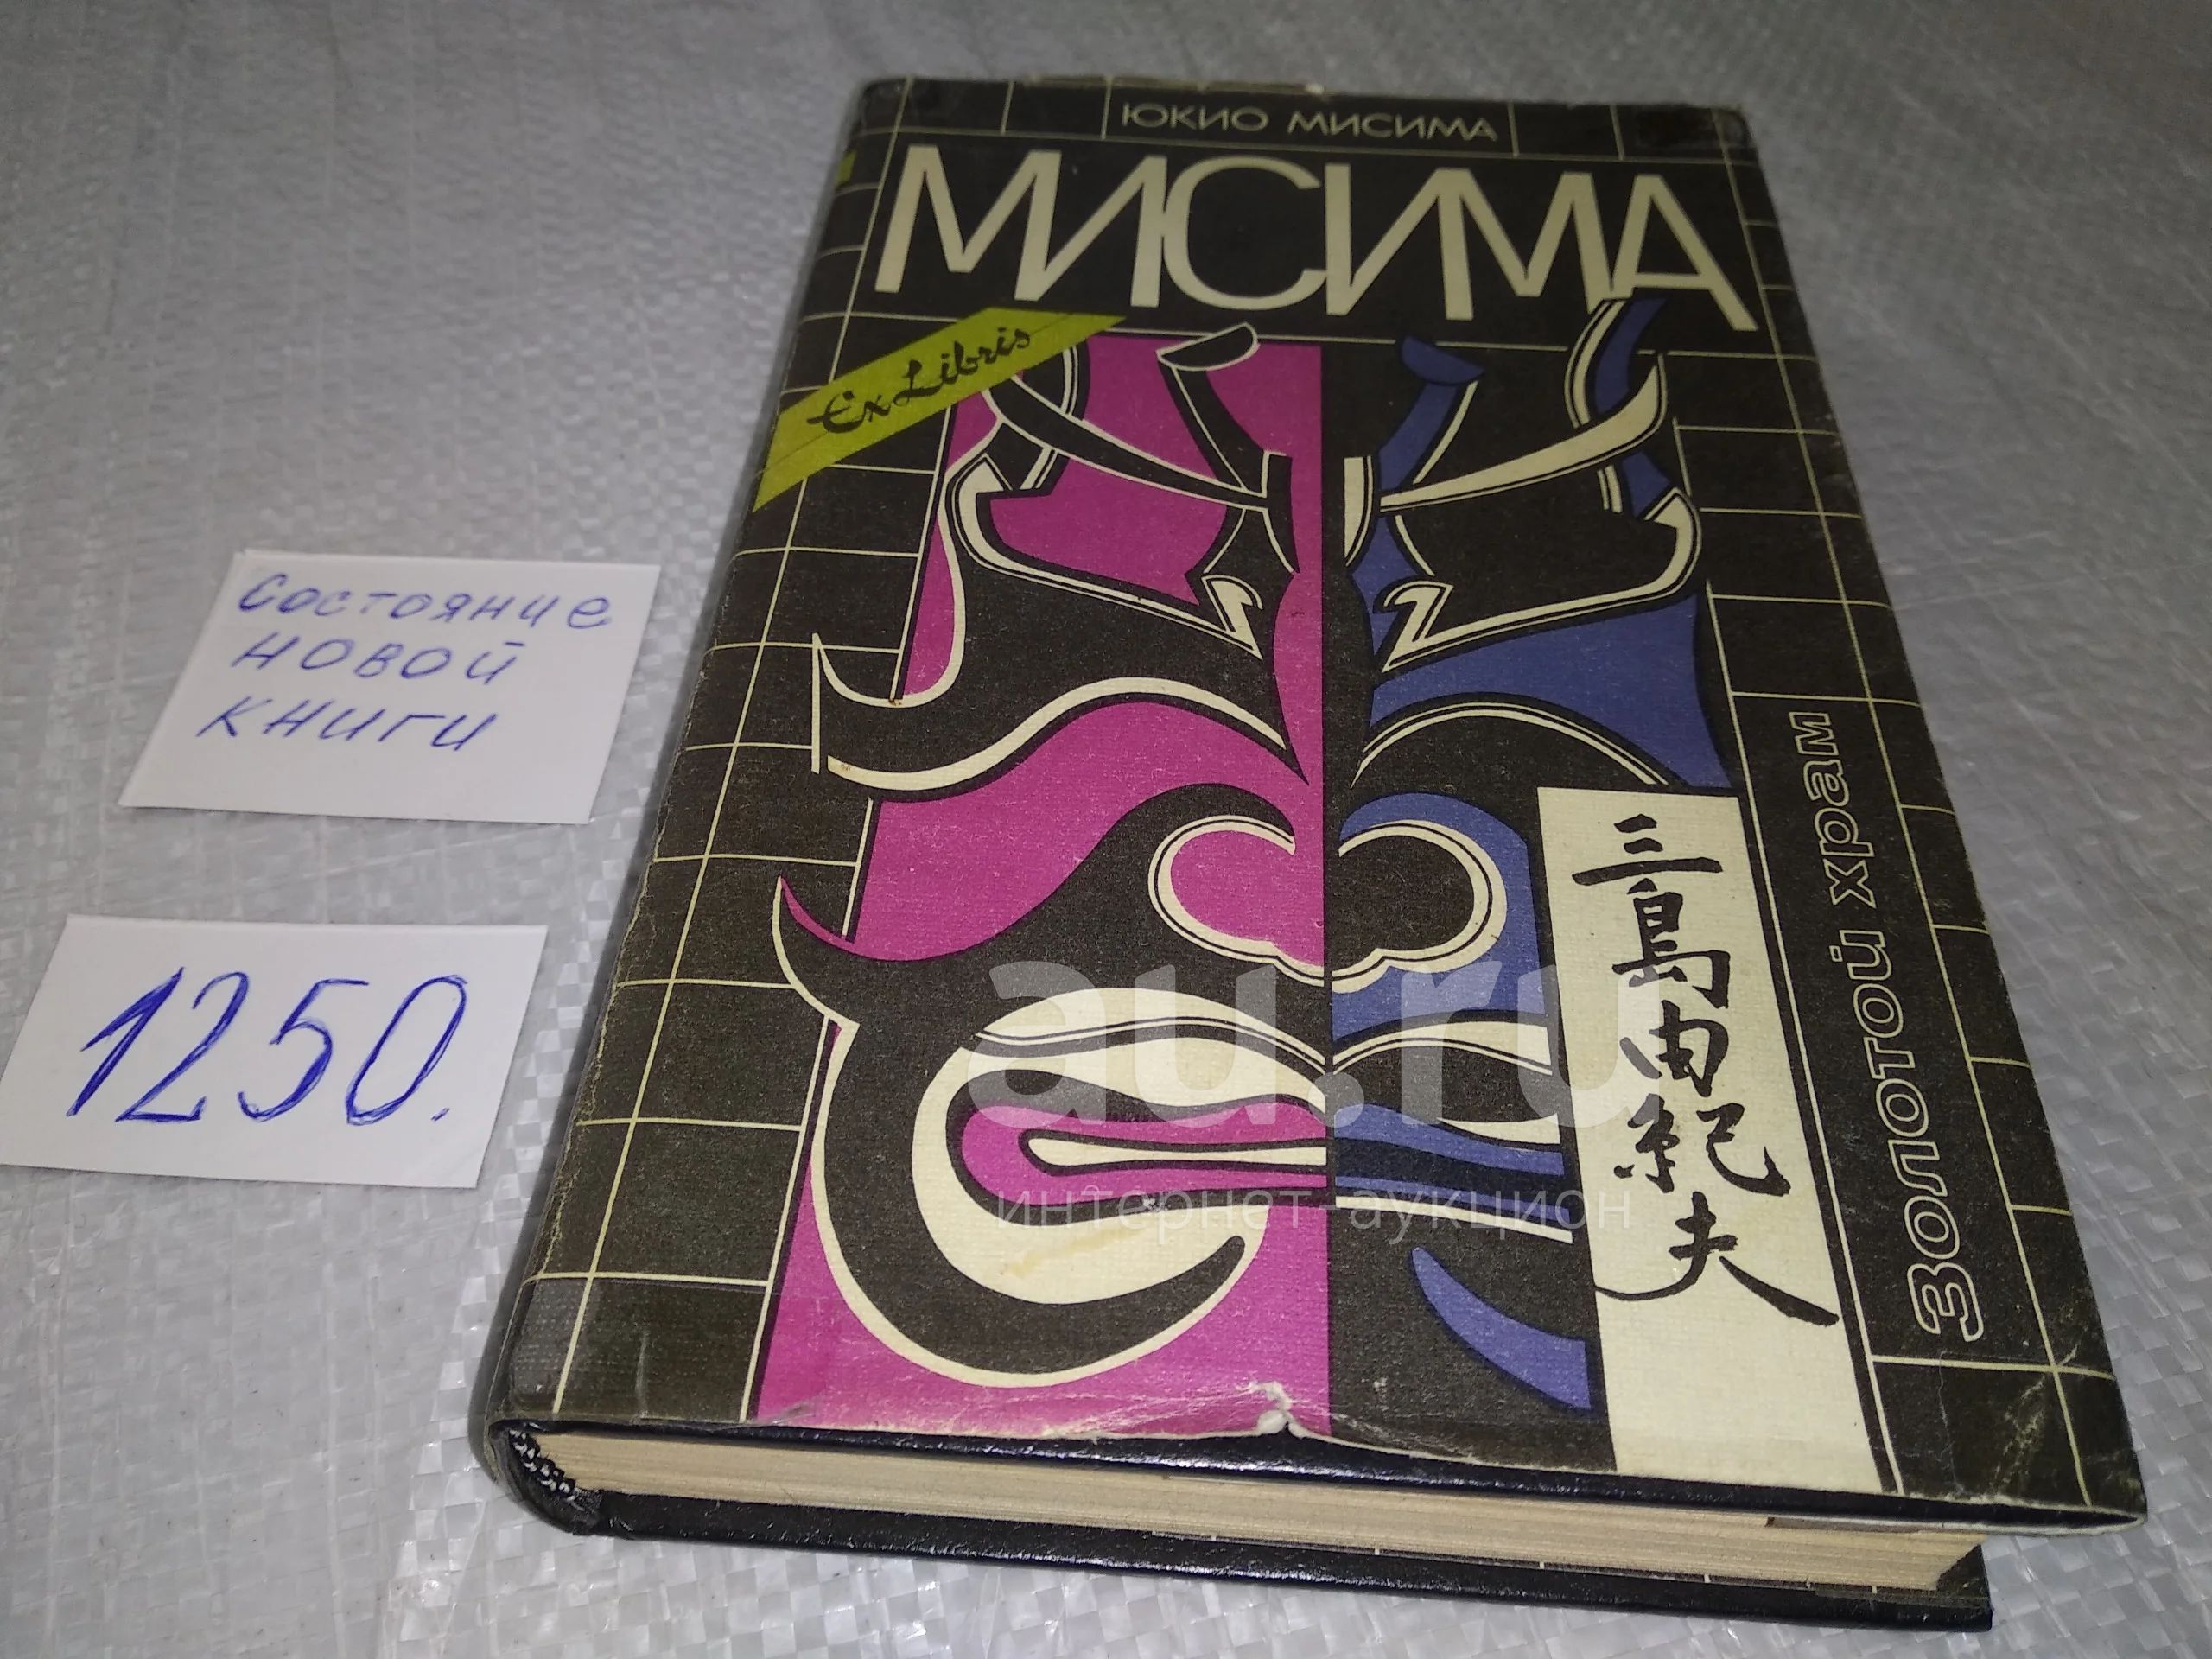 ЮКИО МИСИМА
МИСИМА
Ex Libris
Состояние
новой
книги
三島由紀夫
Золотой храм
1250.
au.ru
интернет-аукцион